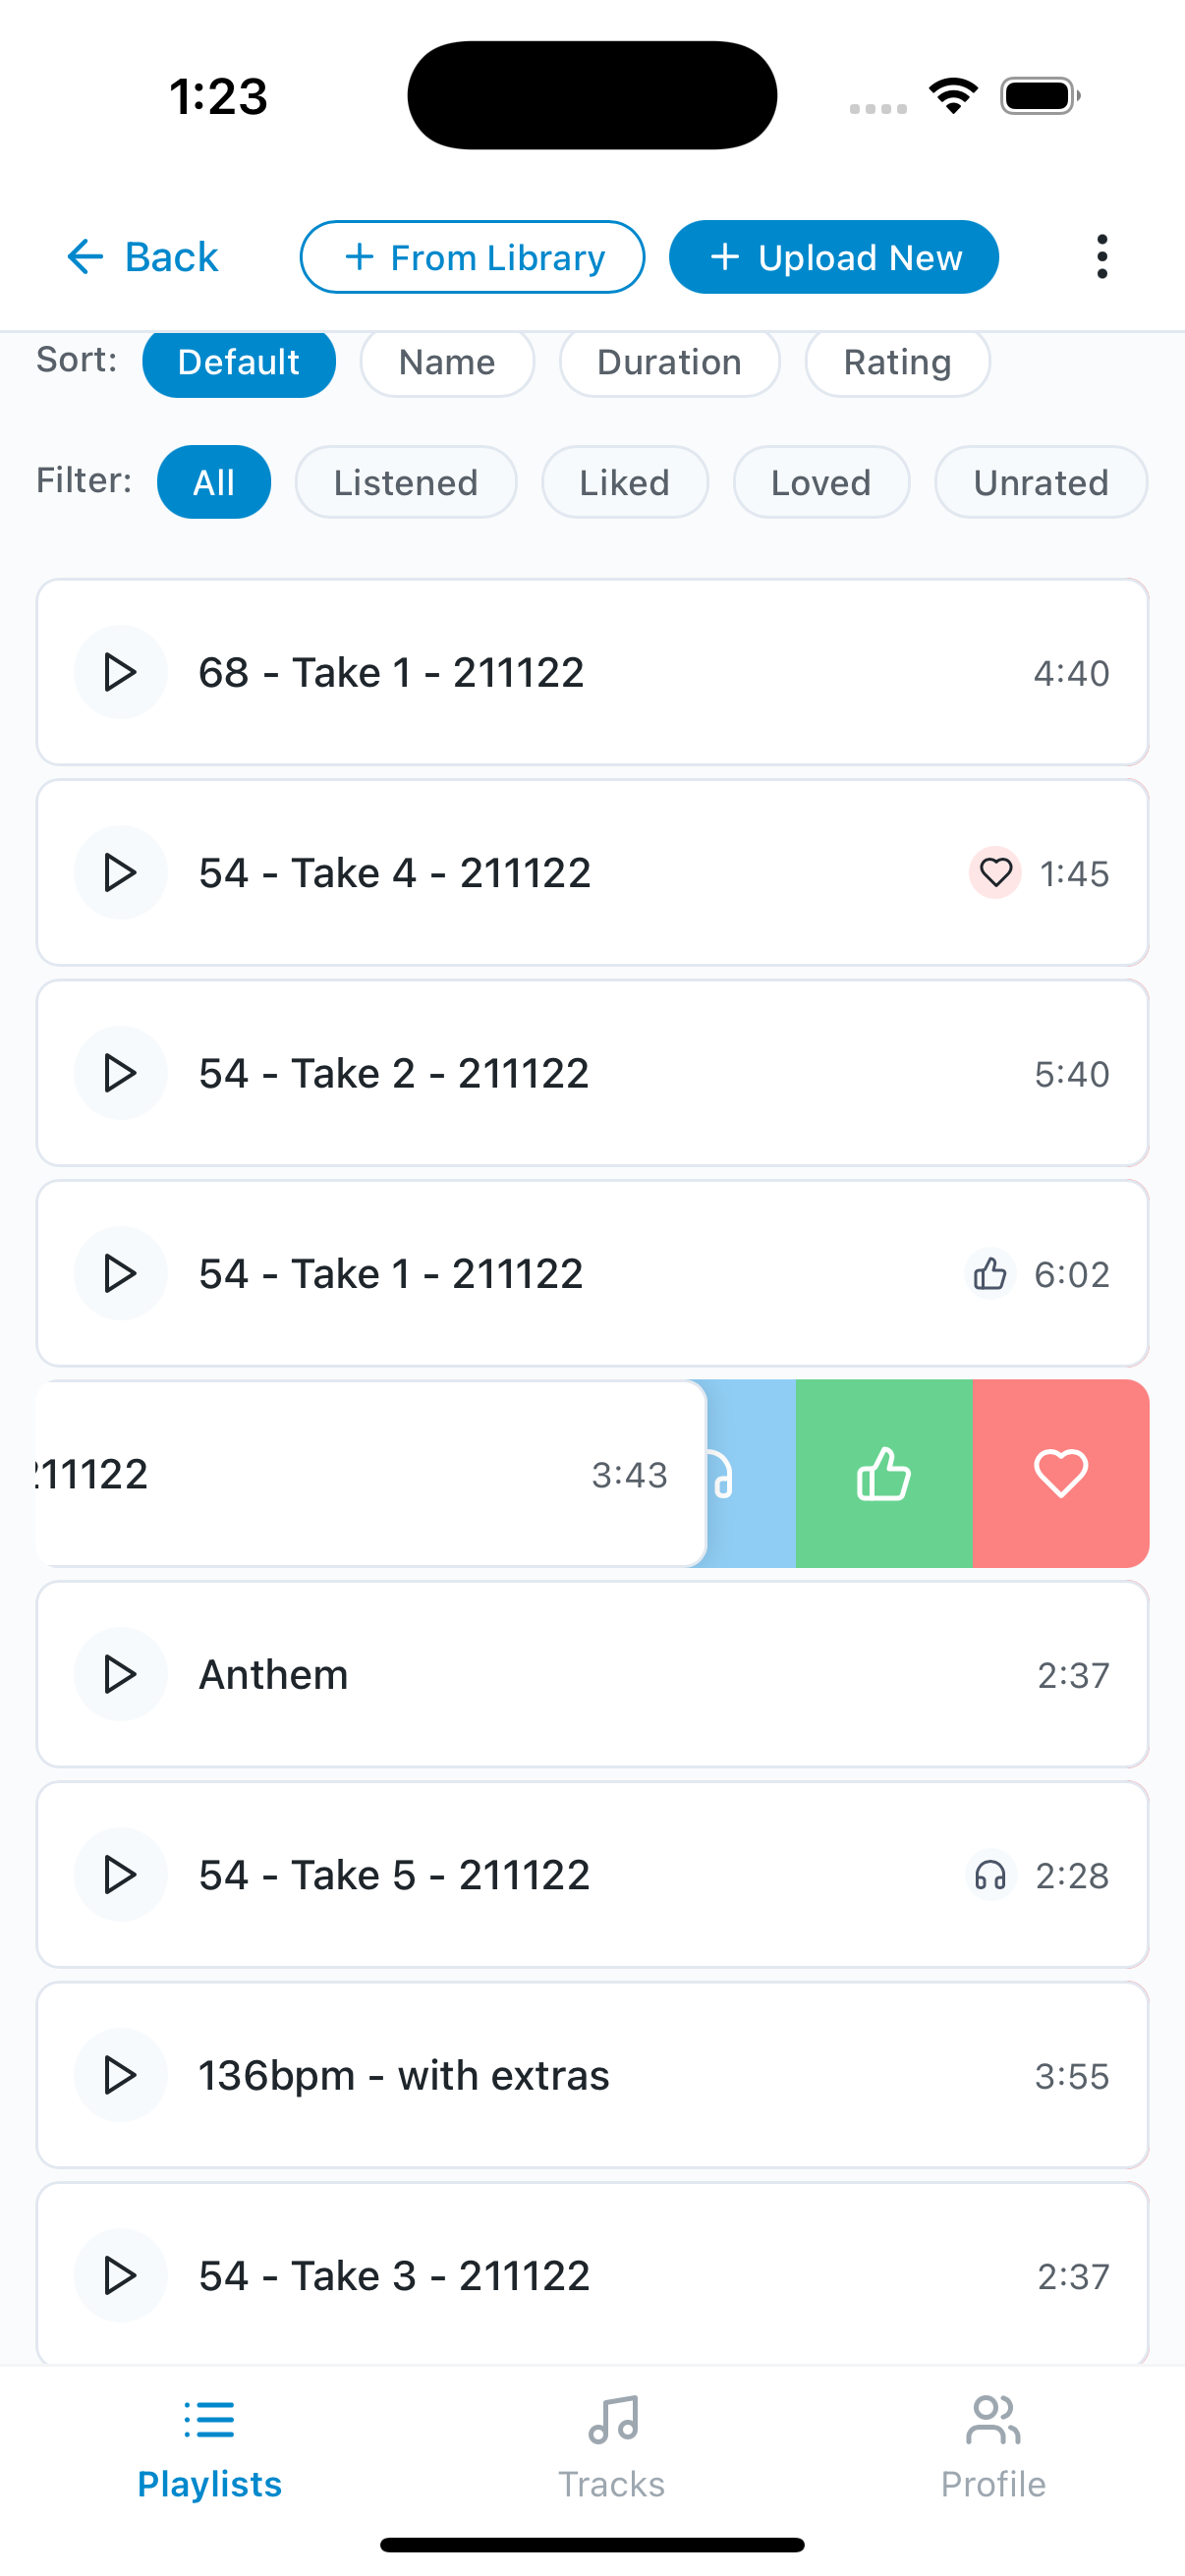 1:23
Back + From Library + Upload New
Sort: Default Name Duration Rating
Filter: All Listened Liked Loved Unrated
68 - Take 1 - 211122 4:40
54 - Take 4 - 211122 1:45
54 - Take 2 - 211122 5:40
54 - Take 1 - 211122 6:02
11122 3:43
Anthem 2:37
54 - Take 5 - 211122 2:28
136bpm - with extras 3:55
54 - Take 3 - 211122 2:37
Playlists Tracks Profile